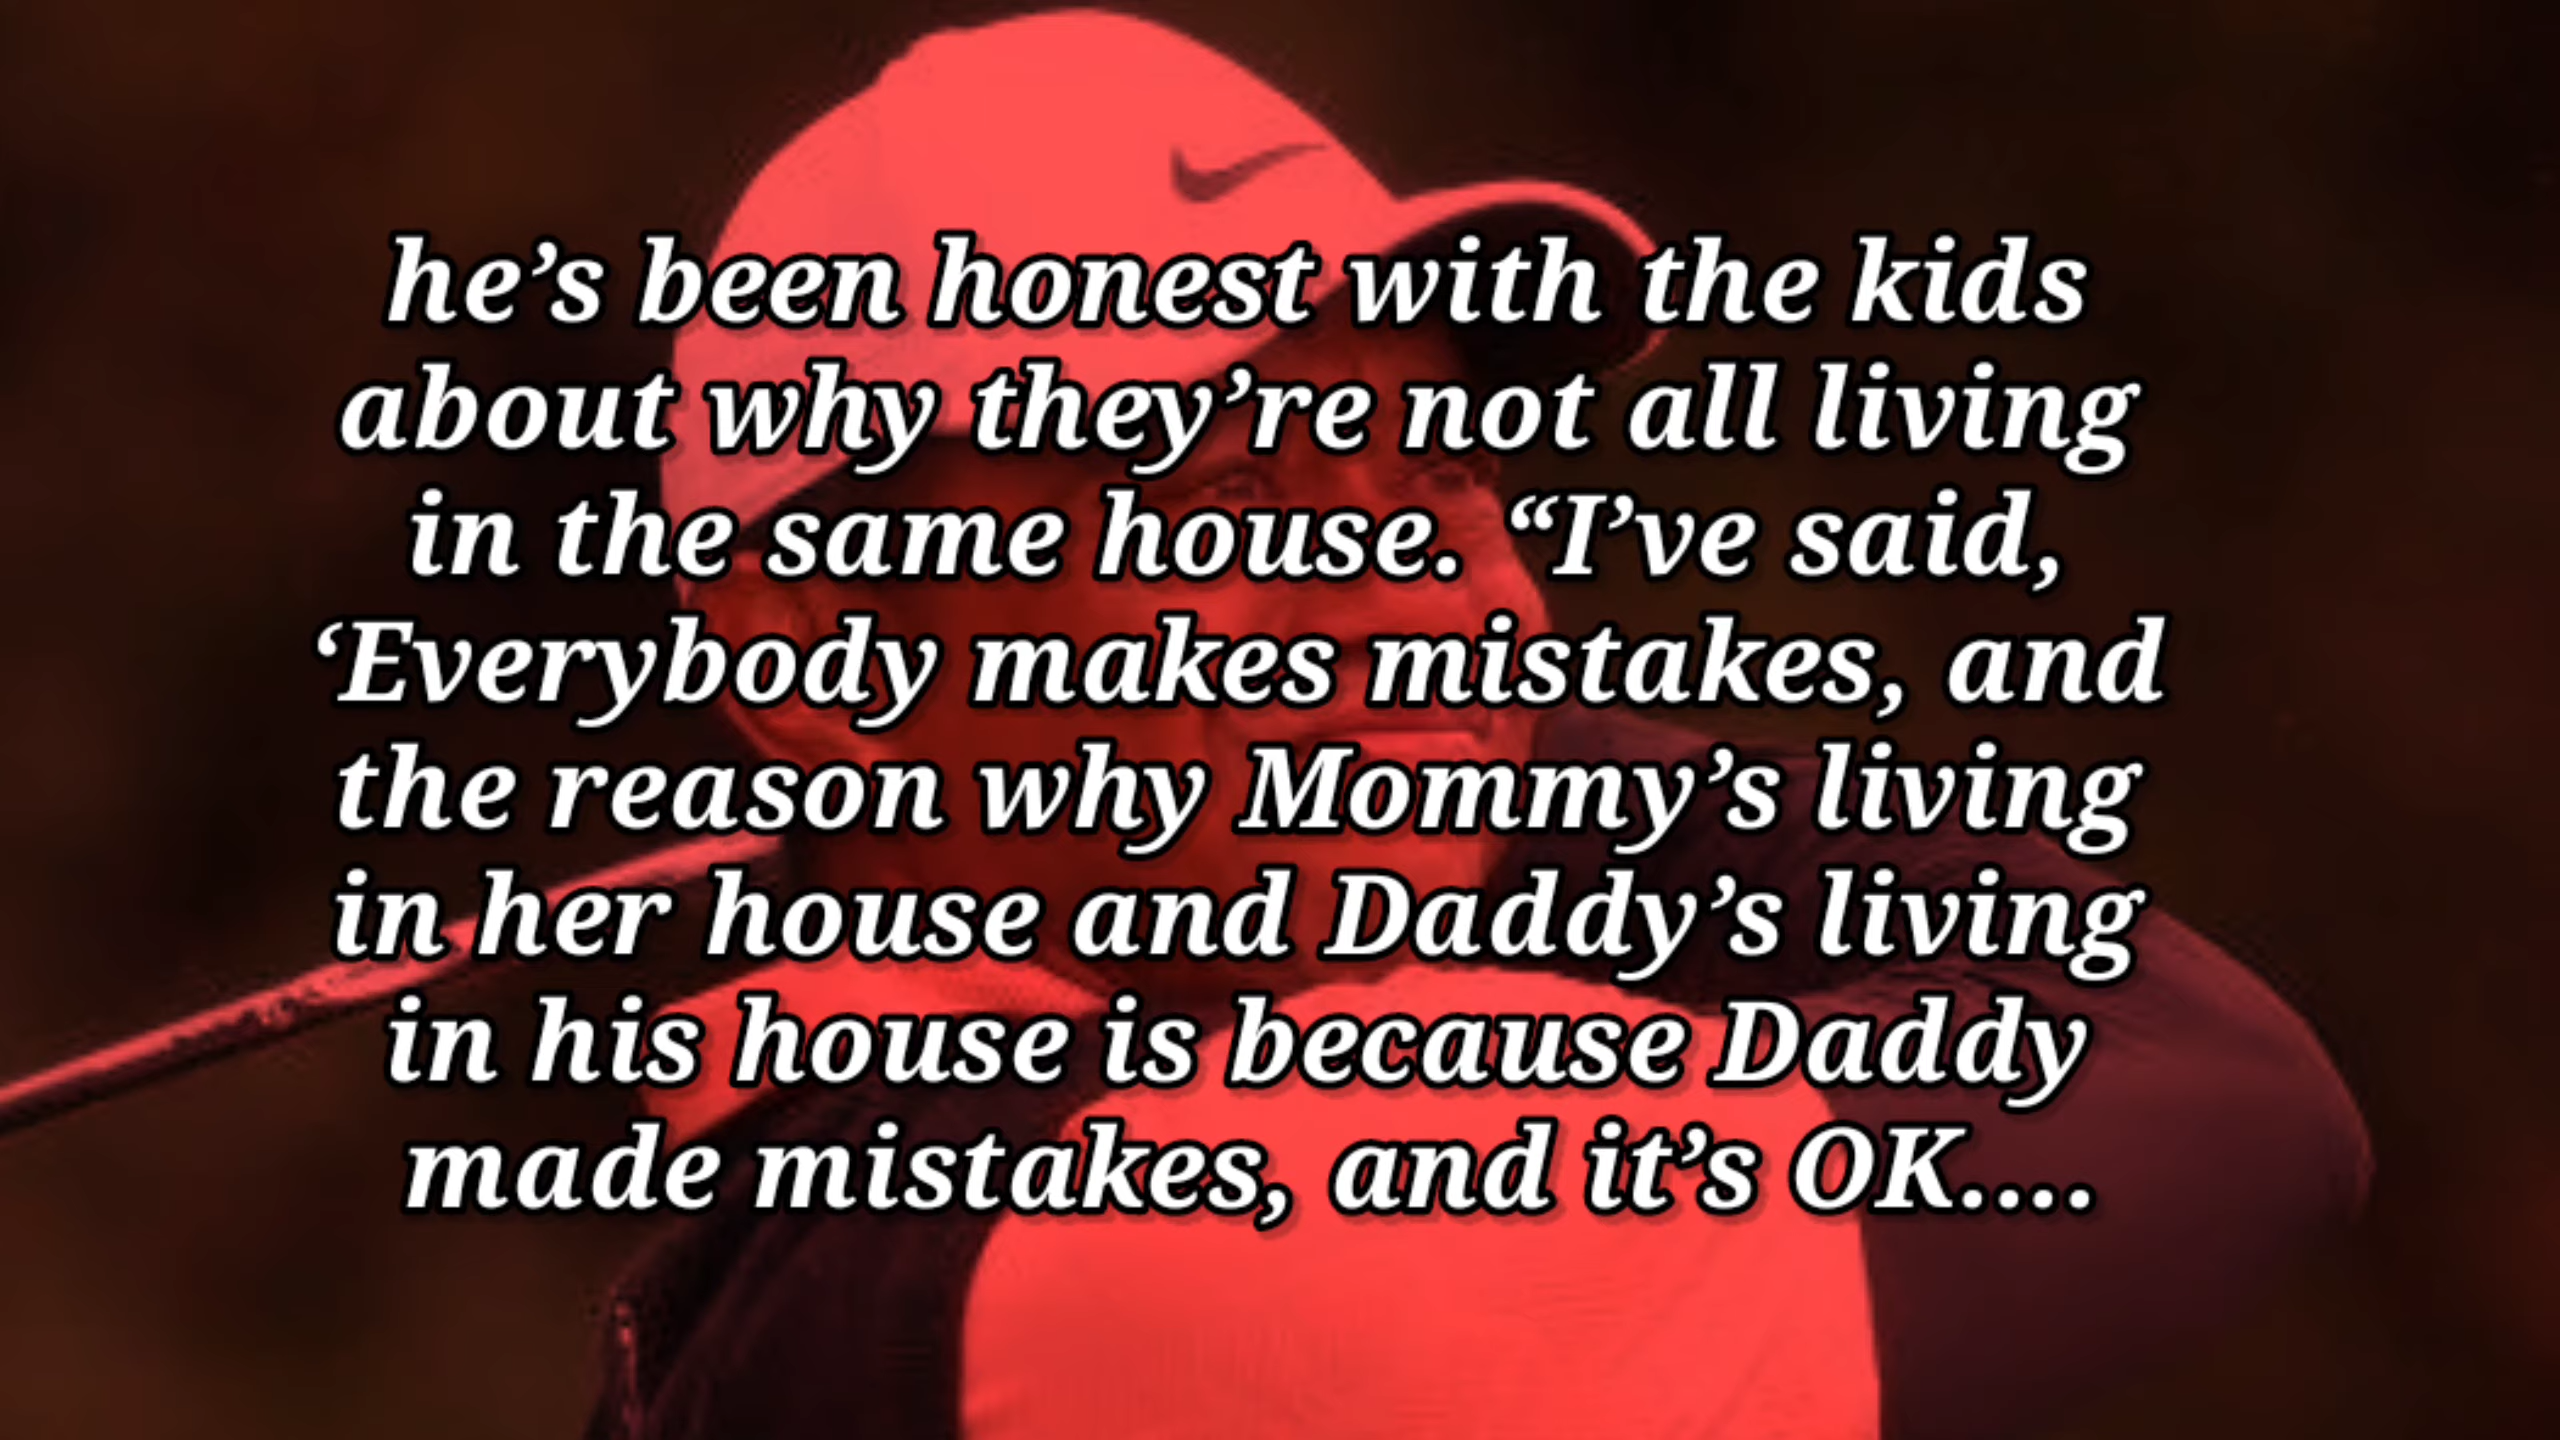 he’s been honest with the kids
about why they’re not all living
in the same house. “I’ve said,
‘Everybody makes mistakes, and
the reason why Mommy’s living
in her house and Daddy’s living
in his house is because Daddy
made mistakes, and it’s OK....